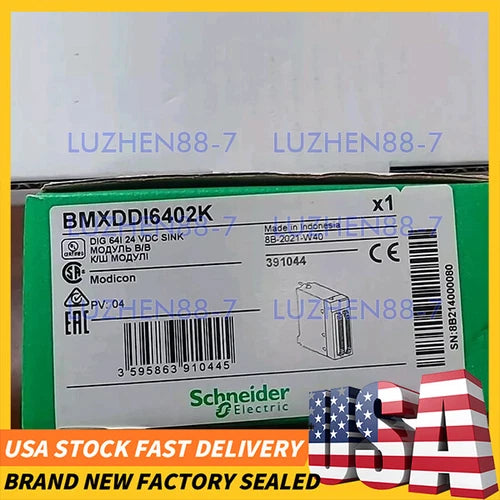 LUZHEN88-7 LUZHEN88-7
BMXDDI6402K x1
DIG 64I 24 VDC SINK
МОДУЛЬ В/В
К/Ш МОДУЛІ
Made in Indonesia
8B-2021-W40
391044
Modicon
PV:04
EAC
LUZHEN88-7 LUZHEN88-7
3 595863 910445
SN:8B214000080
Schneider
Electric
USA
USA STOCK FAST DELIVERY
BRAND NEW FACTORY SEALED